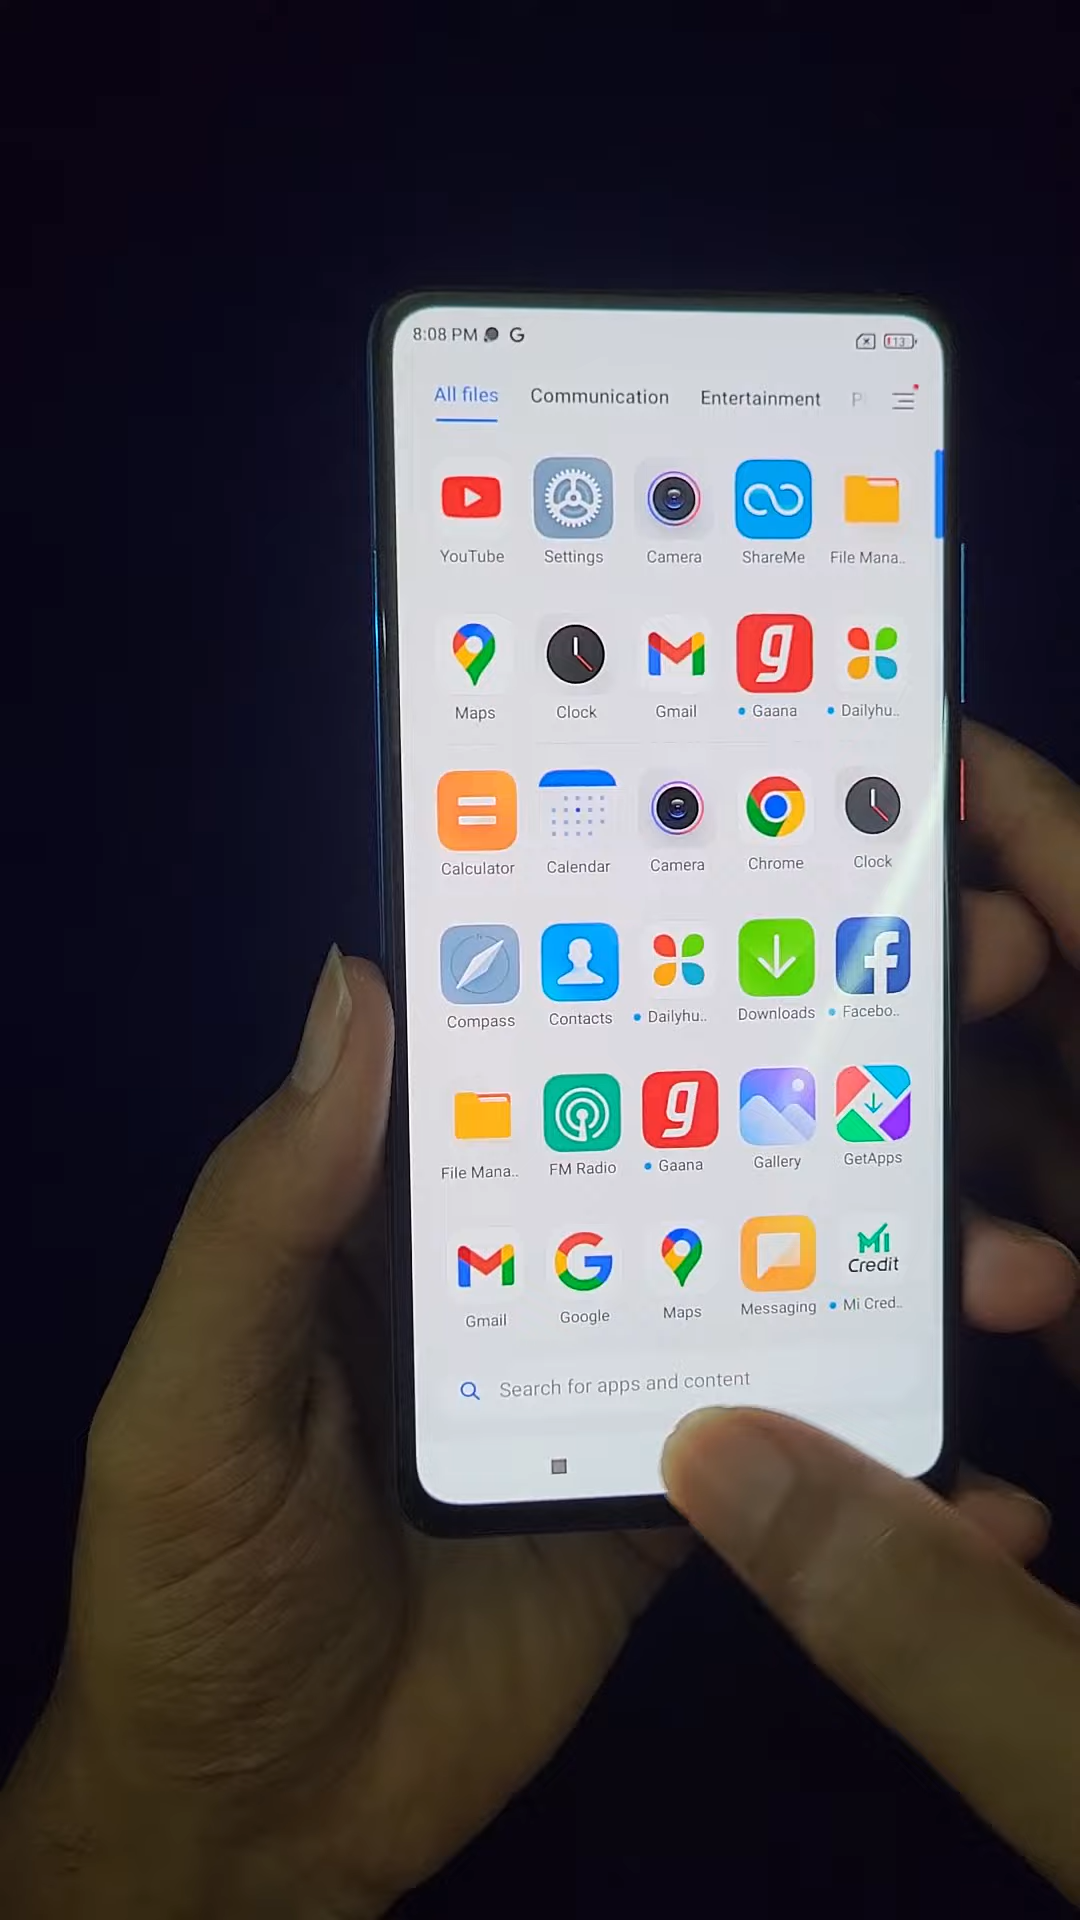 8:08 PM G 13
All files Communication Entertainment P
YouTube Settings Camera ShareMe File Mana..
g
Maps Clock Gmail Gaana Dailyhu..
Calculator Calendar Camera Chrome Clock
f
Compass Contacts Dailyhu.. Downloads Facebo..
g
File Mana.. FM Radio Gaana Gallery GetApps
G MI Credit
Gmail Google Maps Messaging Mi Cred..
Search for apps and content